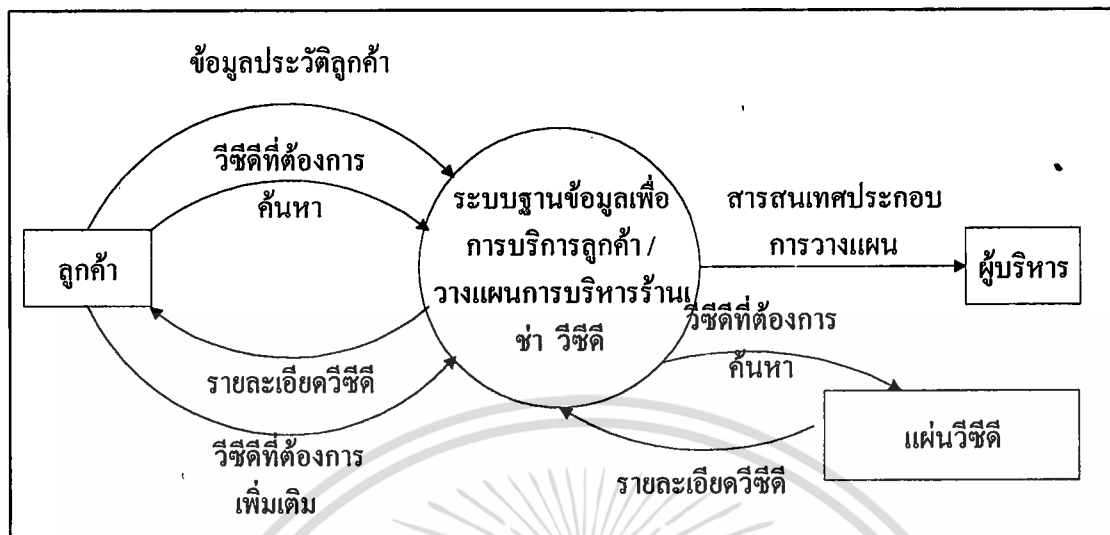 ข้อมูลประวัติลูกค้า
วีซีดีที่ต้องการ
ค้นหา
ลูกค้า
รายละเอียดวีซีดี
วีซีดีที่ต้องการ
เพิ่มเติม
ระบบฐานข้อมูลเพื่อ
การบริการลูกค้า /
วางแผนการบริหารร้านเ
ช่า วีซีดี
สารสนเทศประกอบ
การวางแผน
ผู้บริหาร
วีซีดีที่ต้องการ
ค้นหา
แผ่นวีซีดี
รายละเอียดวีซีดี